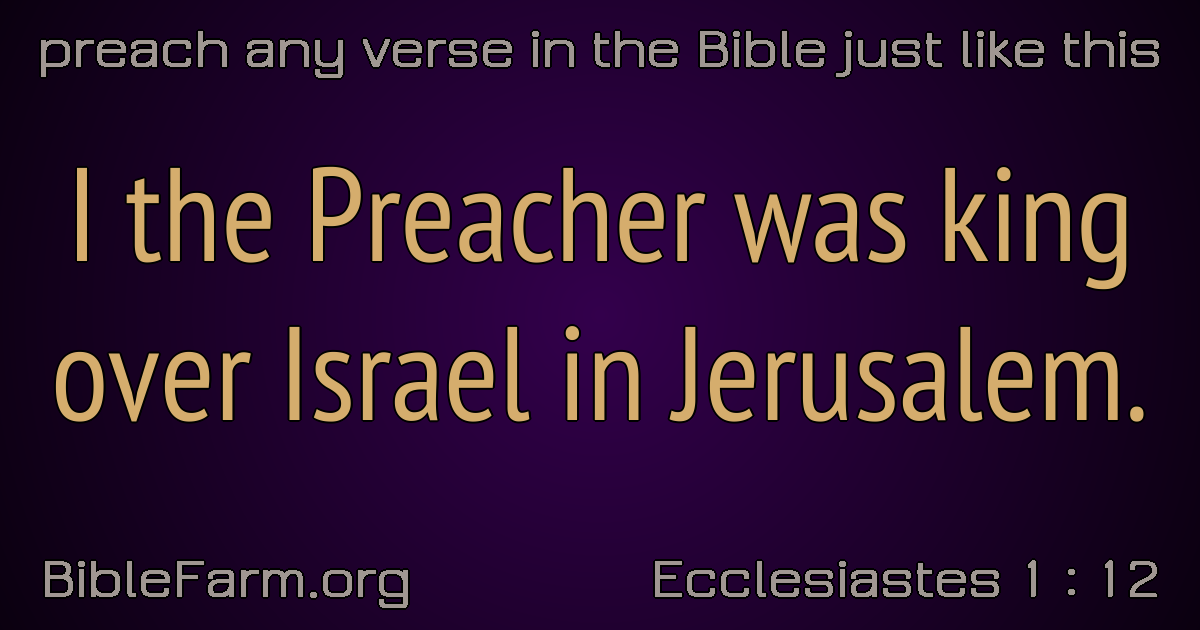 preach any verse in the Bible just like this
I the Preacher was king
over Israel in Jerusalem.
BibleFarm.org
Ecclesiastes 1 : 12